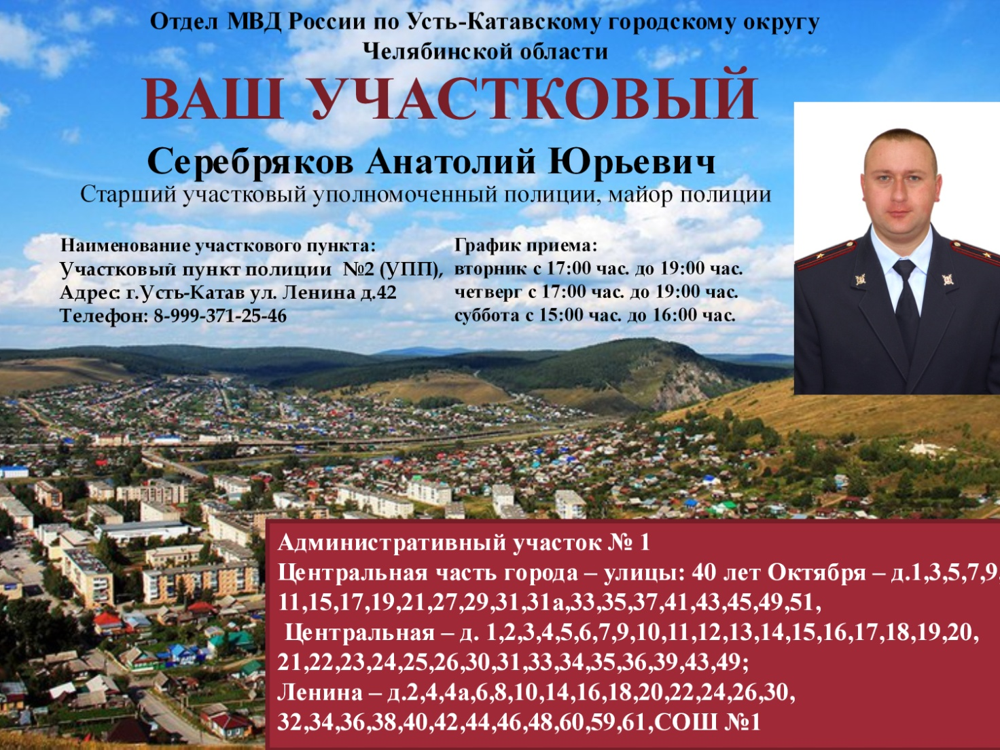 Отдел МВД России по Усть-Катавскому городскому округу
Челябинской области
ВАШ УЧАСТКОВЫЙ
Серебряков Анатолий Юрьевич
Старший участковый уполномоченный полиции, майор полиции
Наименование участкового пункта:
Участковый пункт полиции №2 (УПП),
Адрес: г.Усть-Катав ул. Ленина д.42
Телефон: 8-999-371-25-46
График приема:
вторник с 17:00 час. до 19:00 час.
четверг с 17:00 час. до 19:00 час.
суббота с 15:00 час. до 16:00 час.
Административный участок № 1
Центральная часть города – улицы: 40 лет Октября – д.1,3,5,7,9,
11,15,17,19,21,27,29,31,31а,33,35,37,41,43,45,49,51,
Центральная – д. 1,2,3,4,5,6,7,9,10,11,12,13,14,15,16,17,18,19,20,
21,22,23,24,25,26,30,31,33,34,35,36,39,43,49;
Ленина – д.2,4,4а,6,8,10,14,16,18,20,22,24,26,30,
32,34,36,38,40,42,44,46,48,60,59,61,СОШ №1